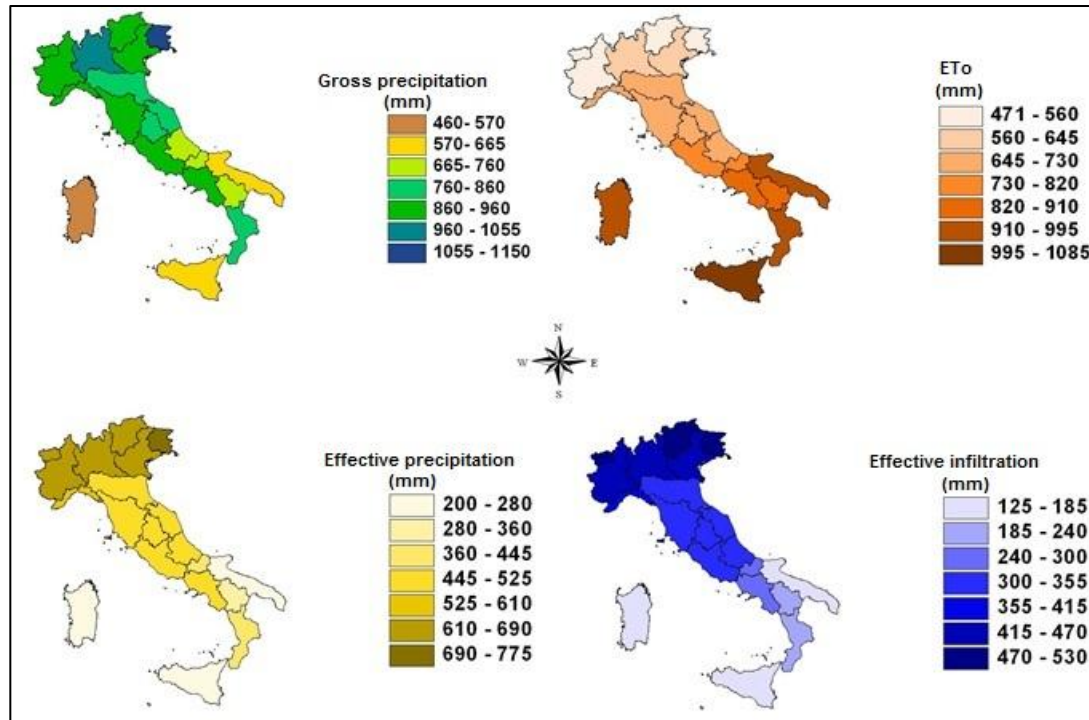 Gross precipitation
(mm)
460- 570
570 - 665
665 - 760
760 - 860
860 - 960
960 - 1055
1055 - 1150
ETo
(mm)
471 - 560
560 - 645
645 - 730
730 - 820
820 - 910
910 - 995
995 - 1085
N
W E
S
Effective precipitation
(mm)
200 - 280
280 - 360
360 - 445
445 - 525
525 - 610
610 - 690
690 - 775
Effective infiltration
(mm)
125 - 185
185 - 240
240 - 300
300 - 355
355 - 415
415 - 470
470 - 530